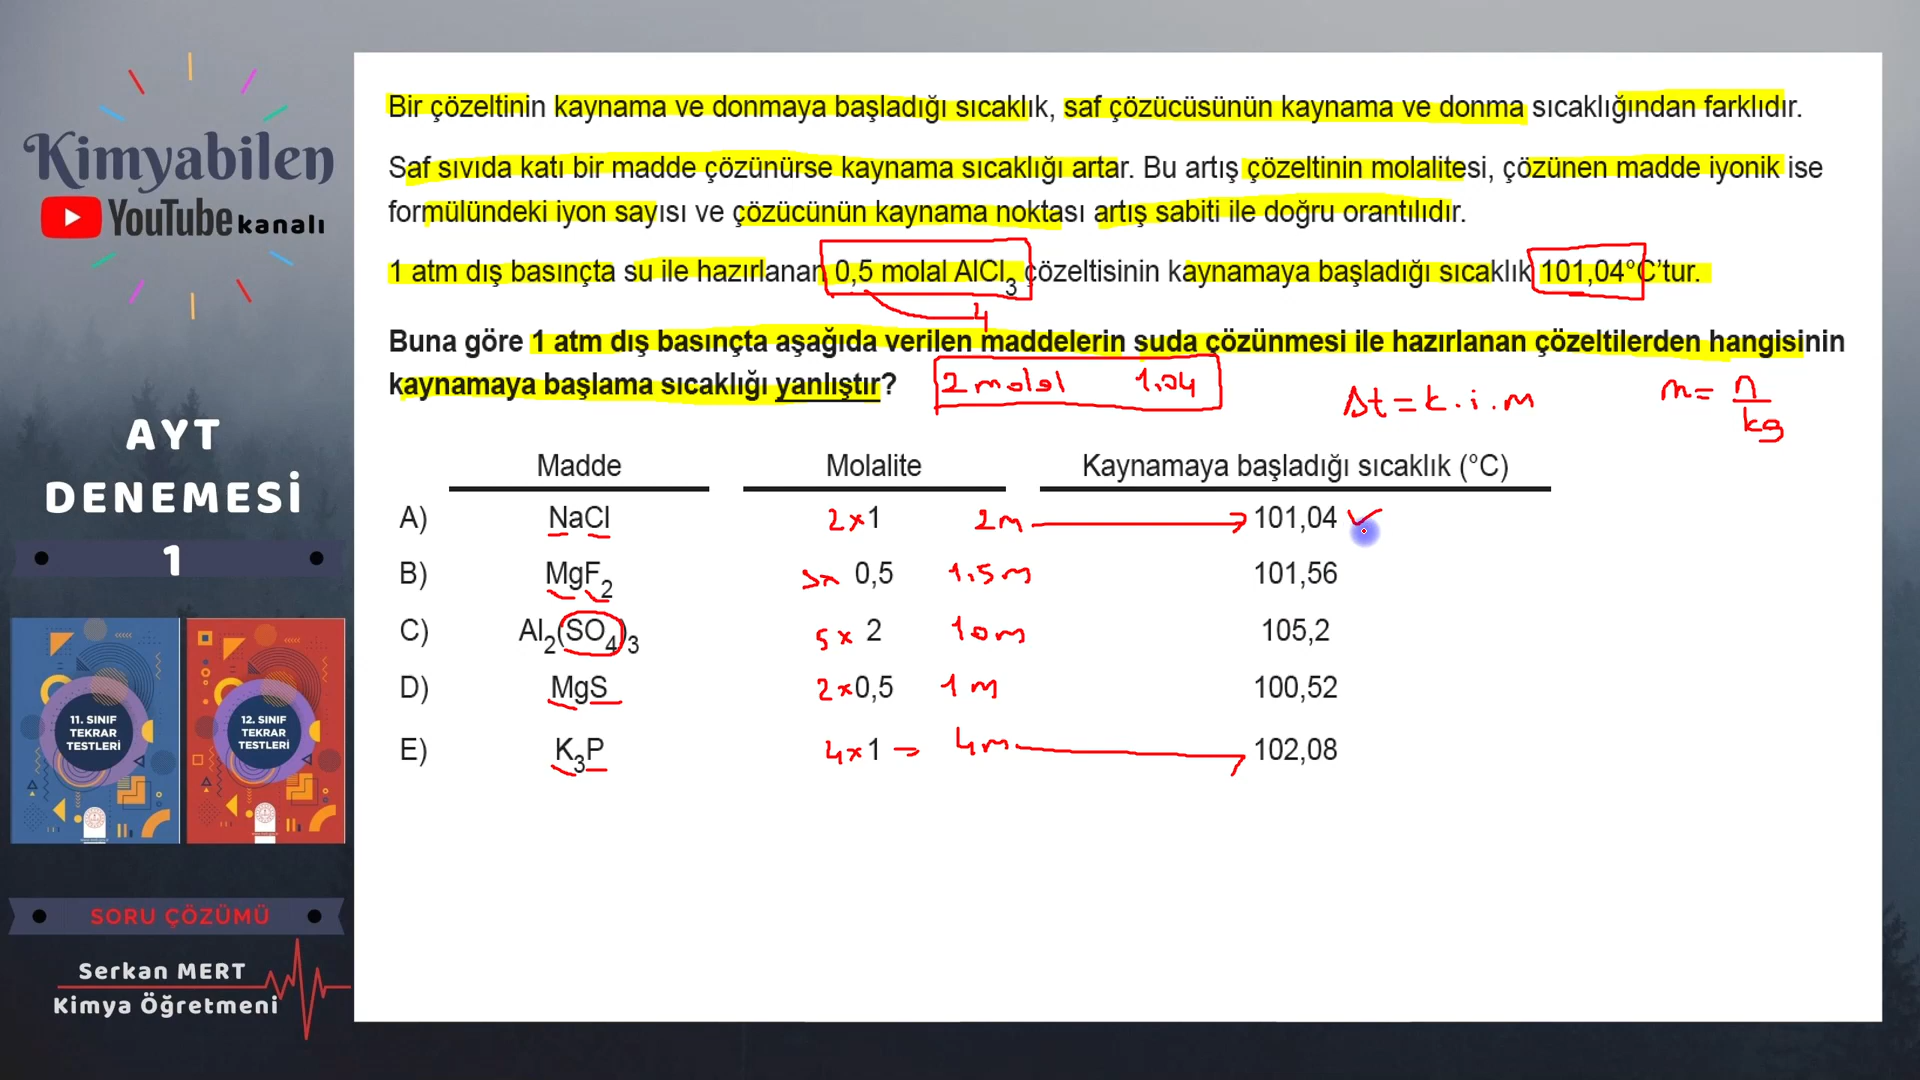 Kimyabilen
YouTube kanalı
AYT
DENEMESİ
1
11. SINIF
TEKRAR
TESTLERİ
12. SINIF
TEKRAR
TESTLERİ
SORU ÇÖZÜMÜ
Serkan MERT
Kimya Öğretmeni
Bir çözeltinin kaynama ve donmaya başladığı sıcaklık, saf çözücüsünün kaynama ve donma sıcaklığından farklıdır.
Saf sıvıda katı bir madde çözünürse kaynama sıcaklığı artar. Bu artış çözeltinin molalitesi, çözünen madde iyonik ise
formülündeki iyon sayısı ve çözücünün kaynama noktası artış sabiti ile doğru orantılıdır.
1 atm dış basınçta su ile hazırlanan 0,5 molal AlCl3 çözeltisinin kaynamaya başladığı sıcaklık 101,04°C'tur.
4
Buna göre 1 atm dış basınçta aşağıda verilen maddelerin suda çözünmesi ile hazırlanan çözeltilerden hangisinin
kaynamaya başlama sıcaklığı yanlıştır?
2 molal 1.04
Δt = k . i . m
m = n/kg
Madde Molalite Kaynamaya başladığı sıcaklık (°C)
A) NaCl 2x1 2m 101,04 ✓
B) MgF2 3x 0,5 1.5m 101,56
C) Al2(SO4)3 5x 2 10m 105,2
D) MgS 2x0,5 1m 100,52
E) K3P 4x1 = 4m 102,08